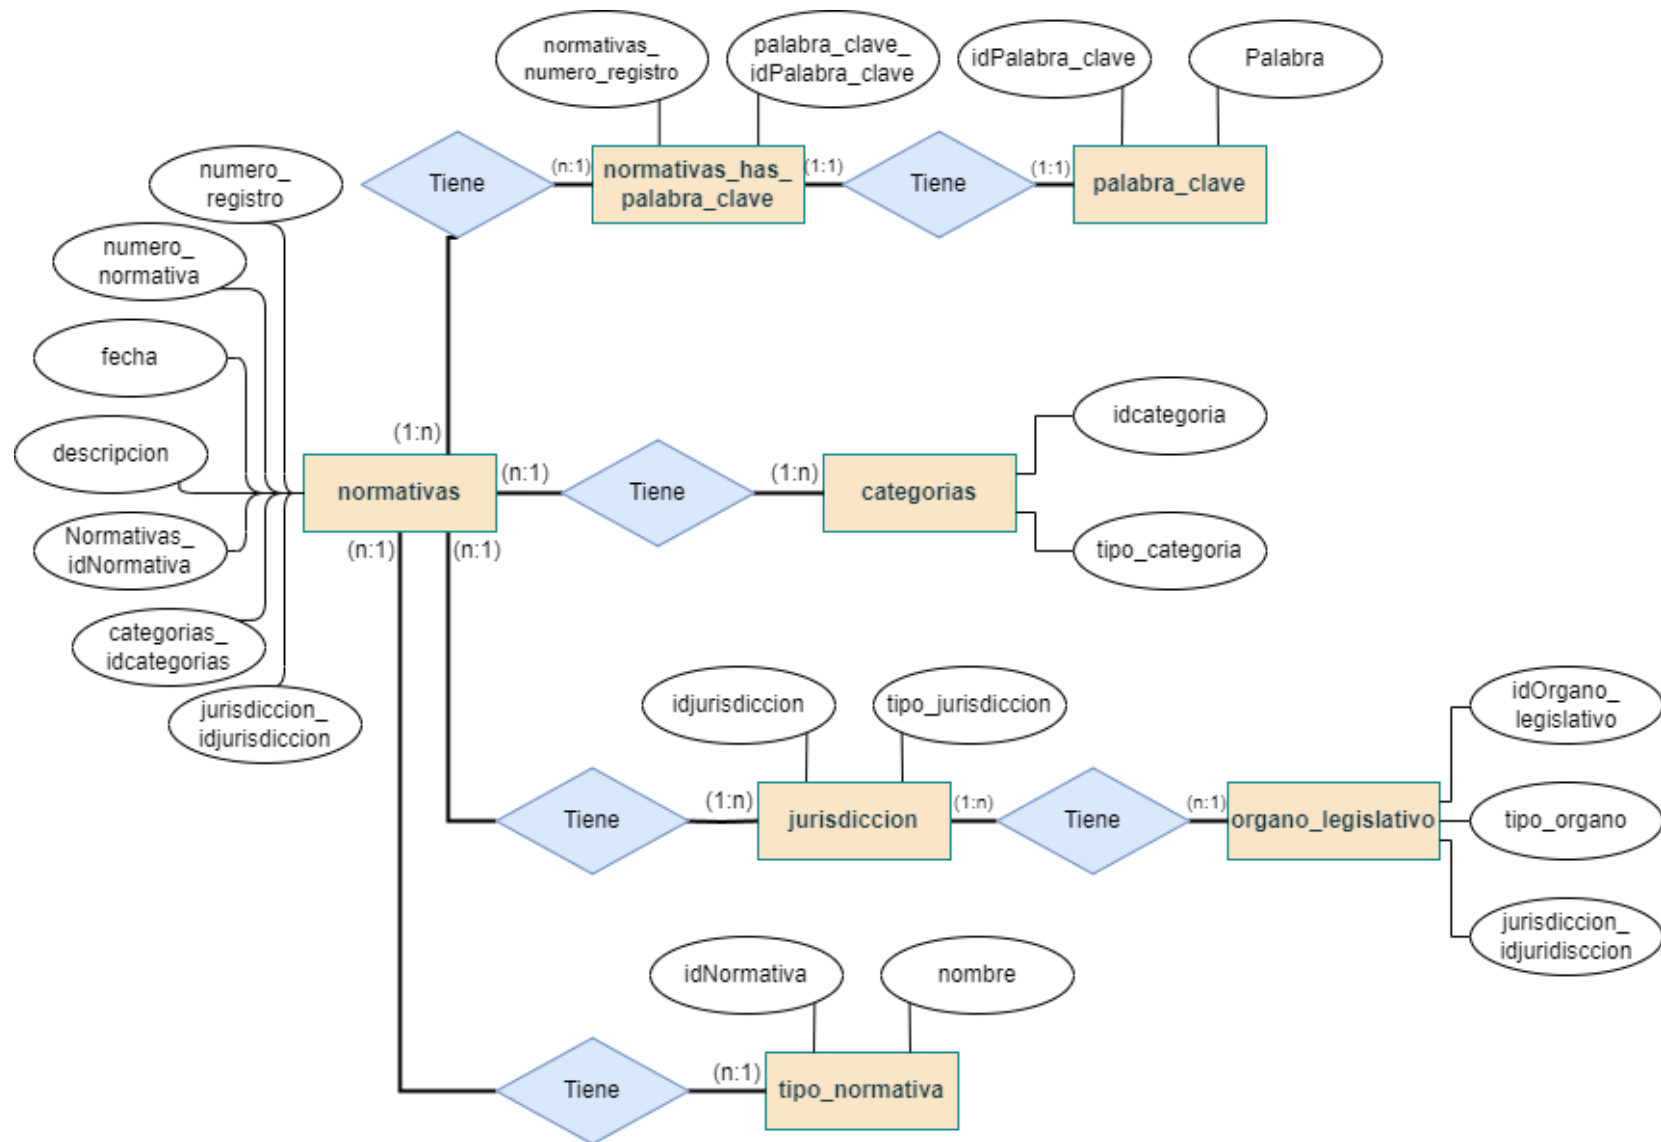 normativas_
numero_registro
palabra_clave_
idPalabra_clave
idPalabra_clave
Palabra
numero_
registro
Tiene
(n:1)
normativas_has_
palabra_clave
(1:1)
Tiene
(1:1)
palabra_clave
numero_
normativa
fecha
descripcion
Normativas_
idNormativa
categorias_
idcategorias
jurisdiccion_
idjurisdiccion
(1:n)
normativas
(n:1)
Tiene
(1:n)
categorias
idcategoria
tipo_categoria
(n:1)
(n:1)
idjurisdiccion
tipo_jurisdiccion
Tiene
(1:n)
jurisdiccion
(1:n)
Tiene
(n:1)
organo_legislativo
idOrgano_
legislativo
tipo_organo
jurisdiccion_
idjuridisccion
idNormativa
nombre
Tiene
(n:1)
tipo_normativa